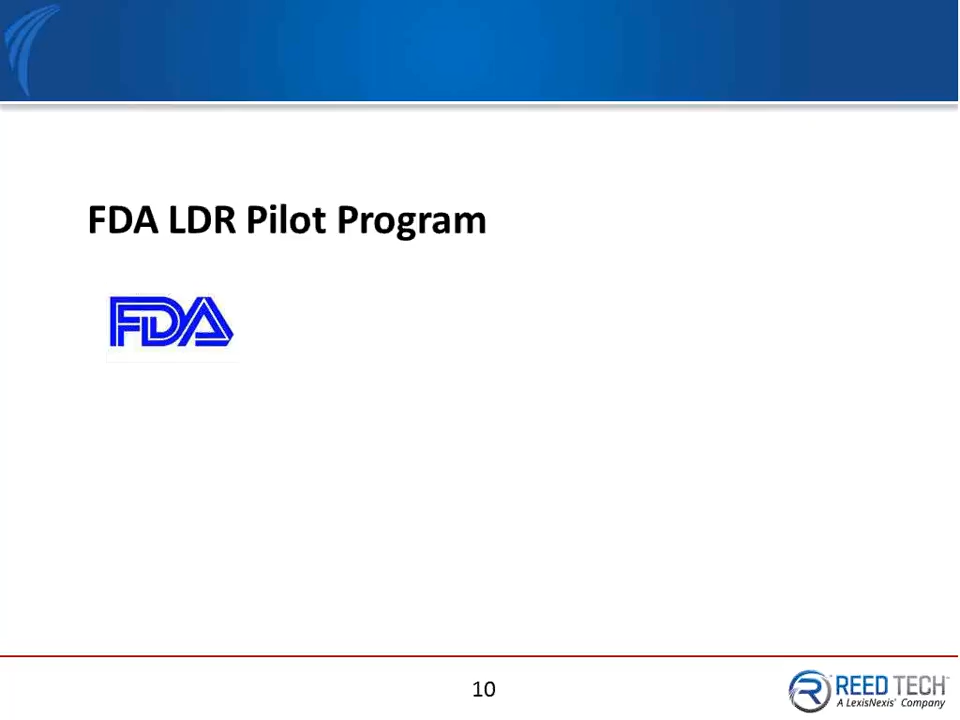 FDA LDR Pilot Program
FDA
10
REED TECH
A LexisNexis® Company